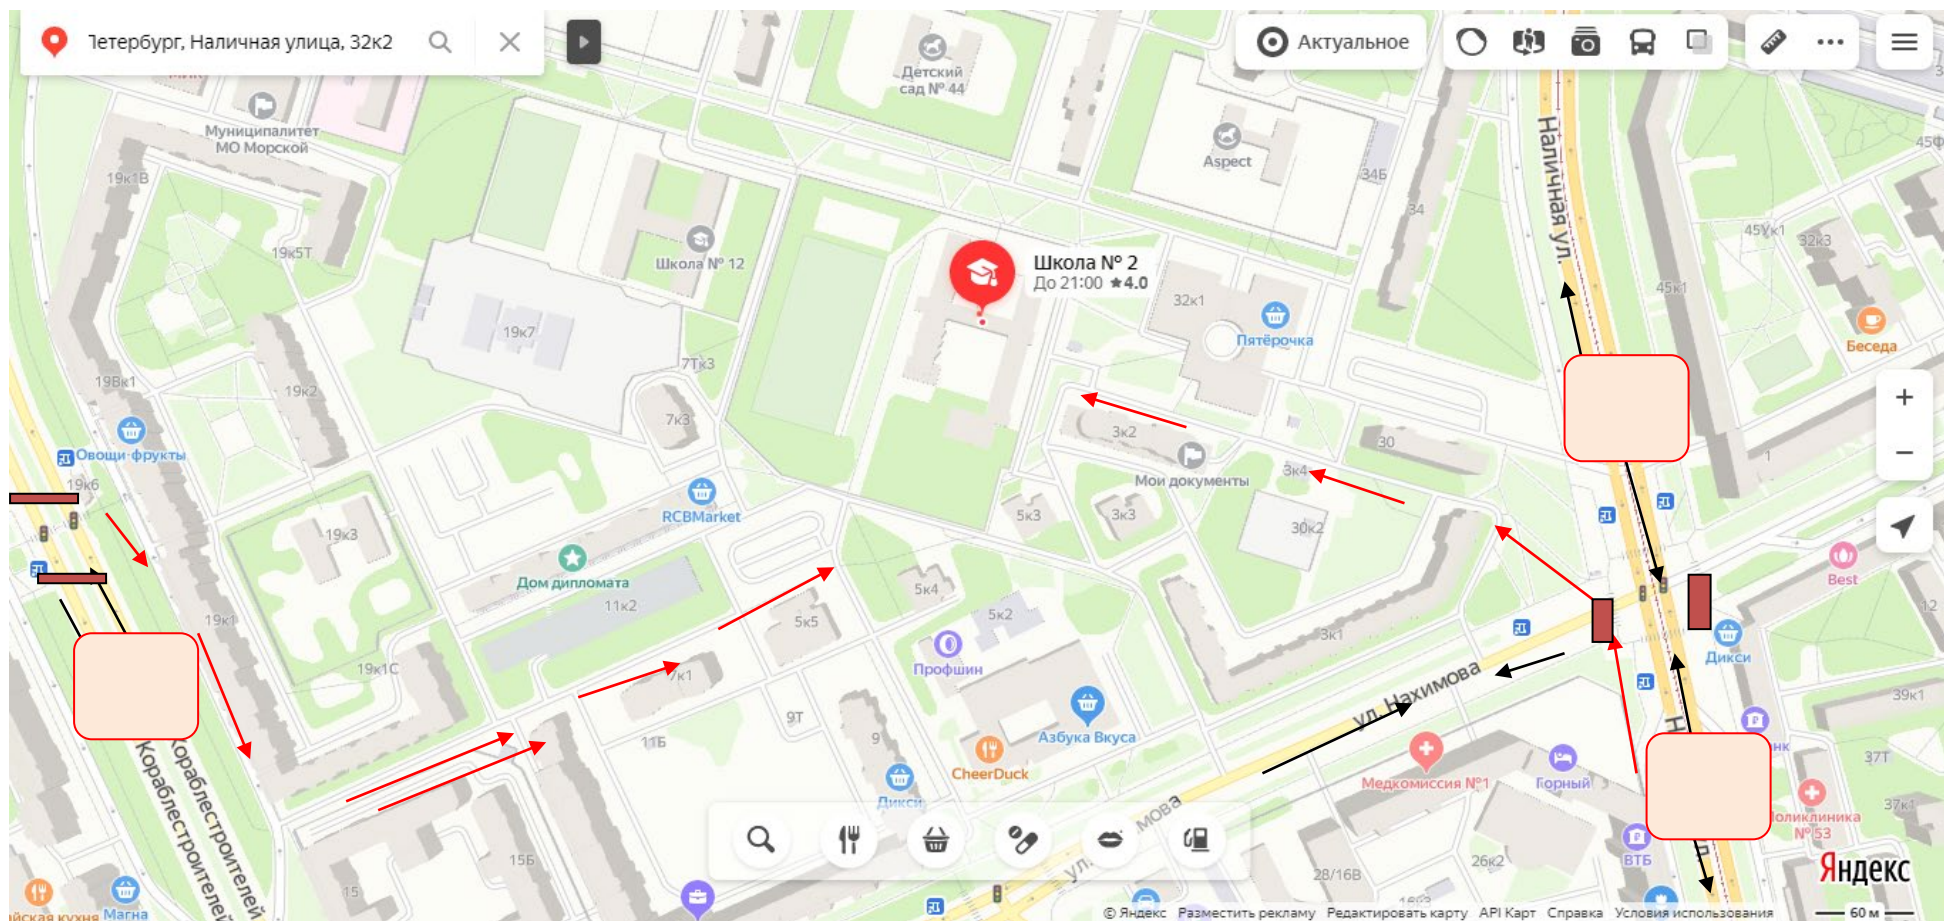 Петербург, Наличная улица, 32к2
Актуальное
Детский
сад № 44
Муниципалитет
МО Морской
Aspect
Наличная ул.
45к1
19к1В
34Б
34
19к5Т
Школа № 12
Школа № 2
До 21:00 ★4.0
32к3
32к1
Пятёрочка
19к7
7Тк3
Беседа
19Вк1
19к2
7к3
3к2
30
1
Овощи-фрукты
Мои документы
3к4
19к6
RCBMarket
5к3
3к3
30к2
19к3
Дом дипломата
11к2
5к4
5к2
Best
12
19к1
5к5
3к1
Профшин
Дикси
19к1С
7к1
ул. Нахимова
39к1
9Т
11Б
9
Азбука Вкуса
CheerDuck
Медкомиссия №1
Горный
37Т
Дикси
Кораблестроителей
Кораблестроителей
37к1
№ 53
15Б
15
ВТБ
26к2
28/16В
Яндекс
Магна
© Яндекс Разместить рекламу Редактировать карту API Карт Справка Условия использования
60 м